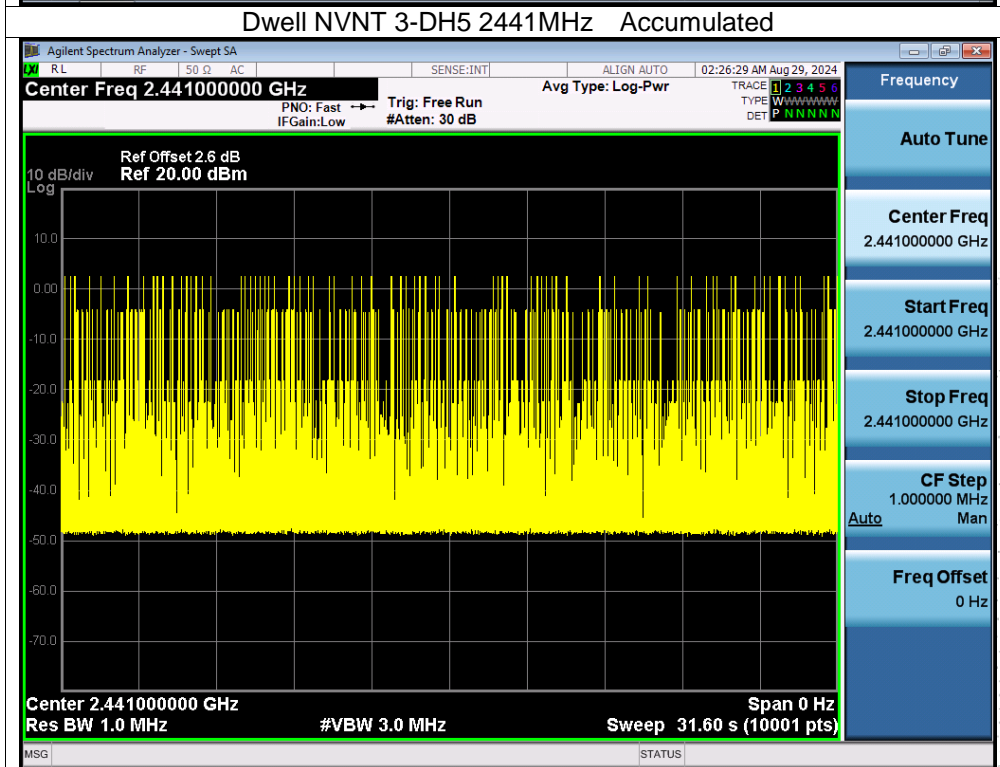 Dwell NVNT 3-DH5 2441MHz Accumulated
Agilent Spectrum Analyzer - Swept SA
LXI RL RF 50 Ω AC SENSE:INT ALIGN AUTO 02:26:29 AM Aug 29, 2024
Center Freq 2.441000000 GHz
PNO: Fast
IFGain:Low
Trig: Free Run
#Atten: 30 dB
Avg Type: Log-Pwr
TRACE 1 2 3 4 5 6
TYPE WWWWWW
DET P N N N N N
Ref Offset 2.6 dB
10 dB/div Ref 20.00 dBm
Log
10.0
0.00
-10.0
-20.0
-30.0
-40.0
-50.0
-60.0
-70.0
Center 2.441000000 GHz Span 0 Hz
Res BW 1.0 MHz #VBW 3.0 MHz Sweep 31.60 s (10001 pts)
MSG STATUS
Frequency
Auto Tune
Center Freq
2.441000000 GHz
Start Freq
2.441000000 GHz
Stop Freq
2.441000000 GHz
CF Step
1.000000 MHz
Auto Man
Freq Offset
0 Hz